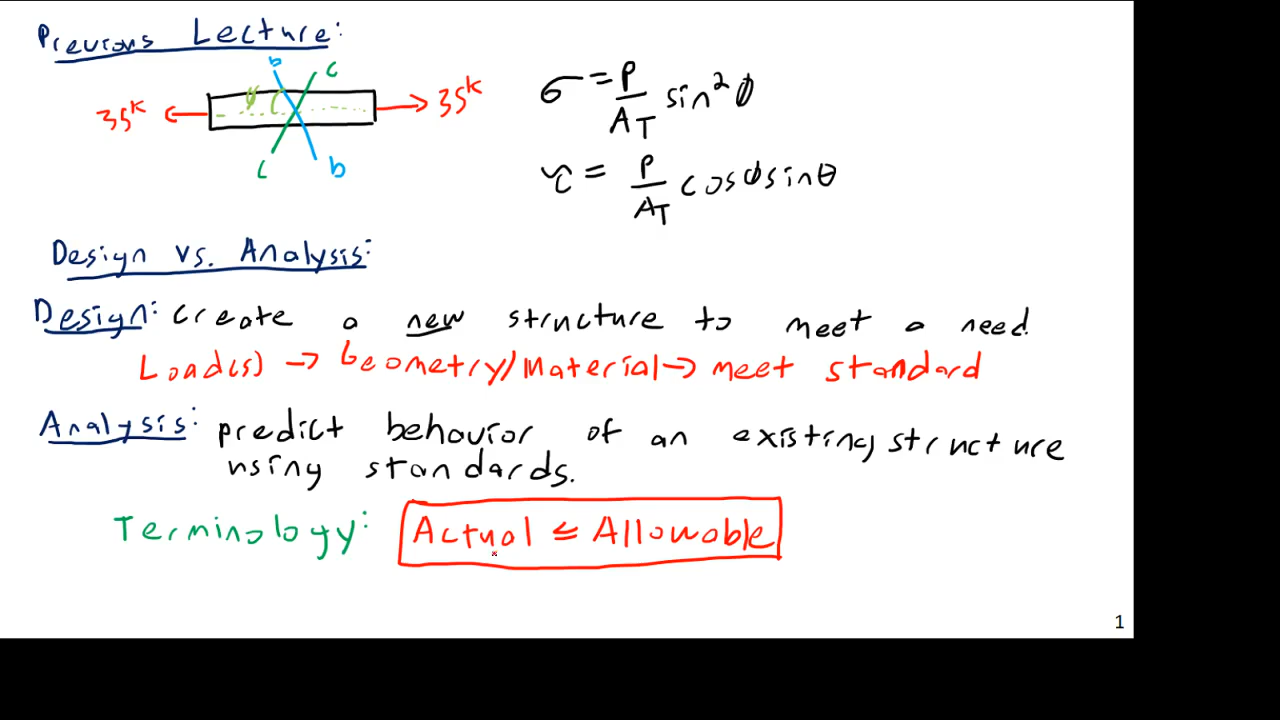 Previous Lecture:
b c
35ᴷ 35ᴷ
θ
c b
σ = P/A_T sin²θ
τ = P/A_T cosθsinθ
Design vs. Analysis:
Design: create a new structure to meet a need.
Load(s) → Geometry/Material → meet standard
Analysis: predict behavior of an existing structure
using standards.
Terminology: Actual ≤ Allowable
1